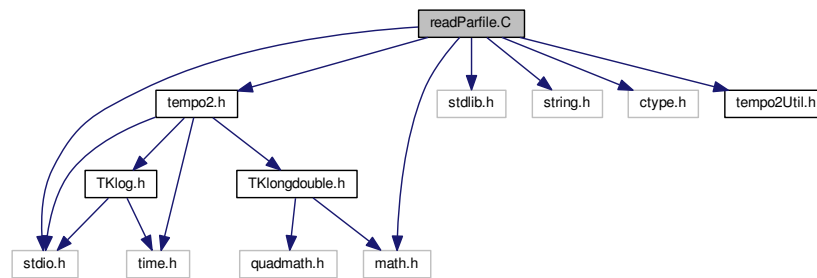 readParfile.C
tempo2.h
stdlib.h
string.h
ctype.h
tempo2Util.h
TKlog.h
TKlongdouble.h
stdio.h
time.h
quadmath.h
math.h